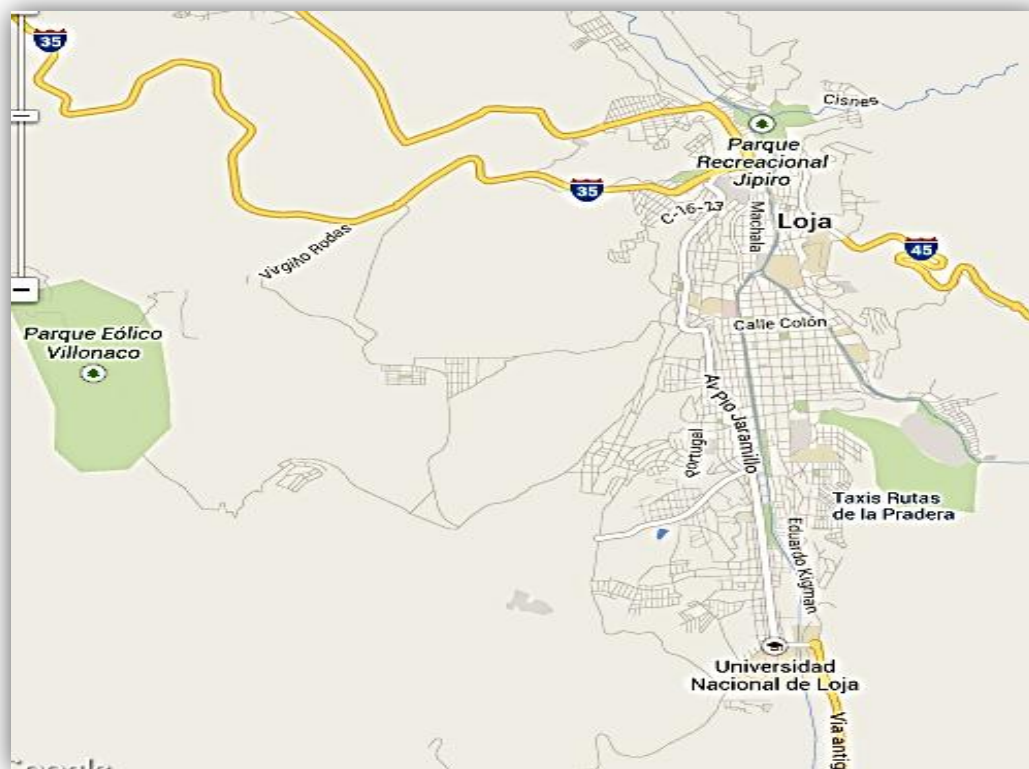 35
Cisnes
Parque
Recreacional
Jipiro
35
C-16-27
Machala
Loja
45
Virgilio Rodas
Calle Colón
Parque Eólico
Villonaco
Av Pio Jaramillo
Portugal
Taxis Rutas
de la Pradera
Eduardo Kigman
Universidad
Nacional de Loja
Vía antig